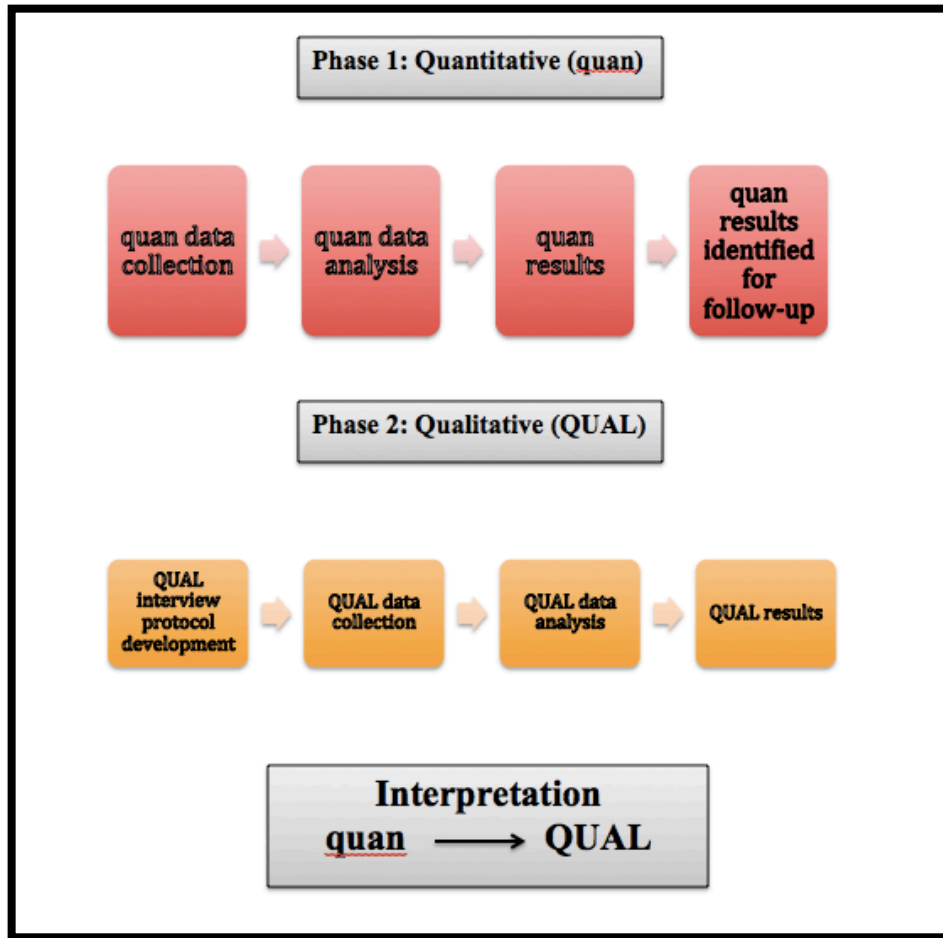 Phase 1: Quantitative (quan)
quan data
collection
quan data
analysis
quan
results
quan
results
identified
for
follow-up
Phase 2: Qualitative (QUAL)
QUAL
interview
protocol
development
QUAL data
collection
QUAL data
analysis
QUAL results
Interpretation
quan ⟶ QUAL